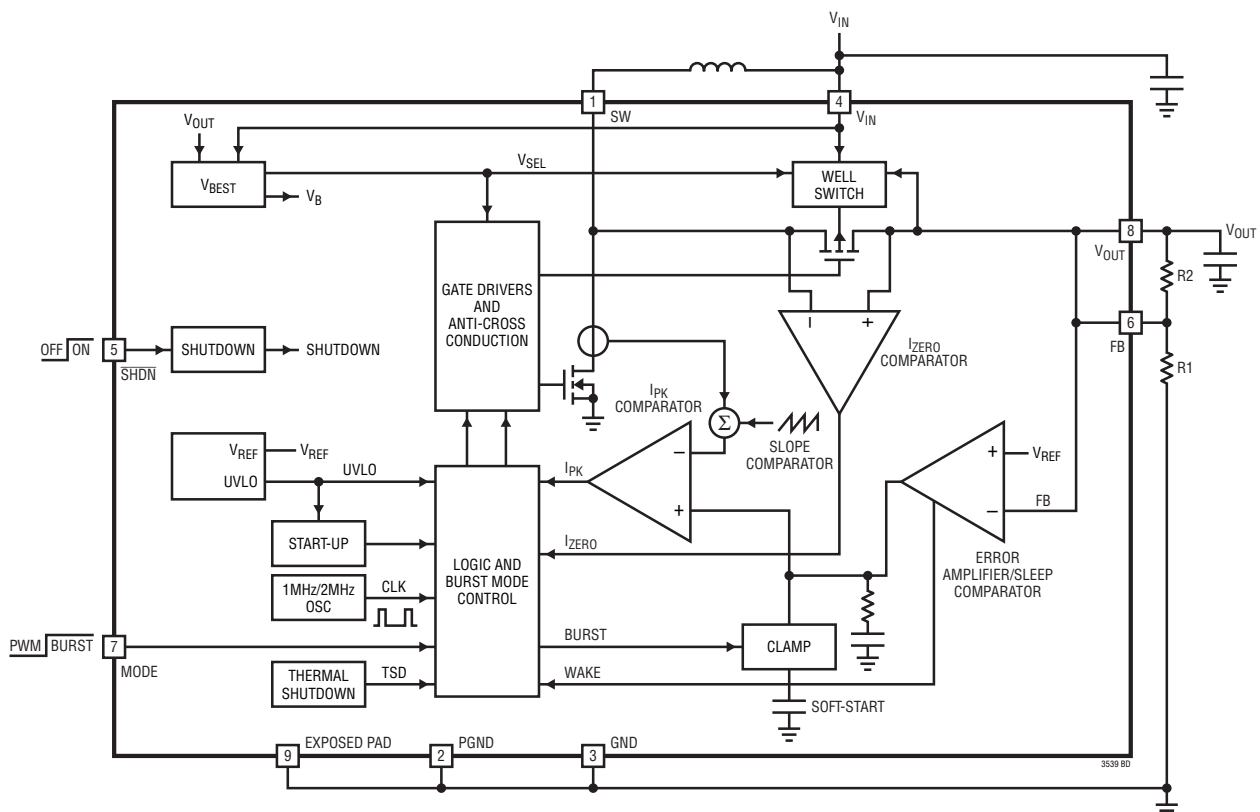 VIN
1
SW
4
VIN
VOUT
VBEST
VSEL
VB
WELL
SWITCH
8
VOUT
VOUT
R2
GATE DRIVERS
AND
ANTI-CROSS
CONDUCTION
– +
6
FB
OFF ON
5
SHDN
SHUTDOWN
SHUTDOWN
IZERO
COMPARATOR
R1
IPK
COMPARATOR
Σ
SLOPE
COMPARATOR
VREF
VREF
UVLO
UVLO
IPK
–
+
+
VREF
–
FB
START-UP
LOGIC AND
BURST MODE
CONTROL
IZERO
ERROR
AMPLIFIER/SLEEP
COMPARATOR
1MHz/2MHz
OSC
CLK
PWM BURST
7
MODE
BURST
CLAMP
THERMAL
SHUTDOWN
TSD
WAKE
SOFT-START
9
EXPOSED PAD
2
PGND
3
GND
3539 BD